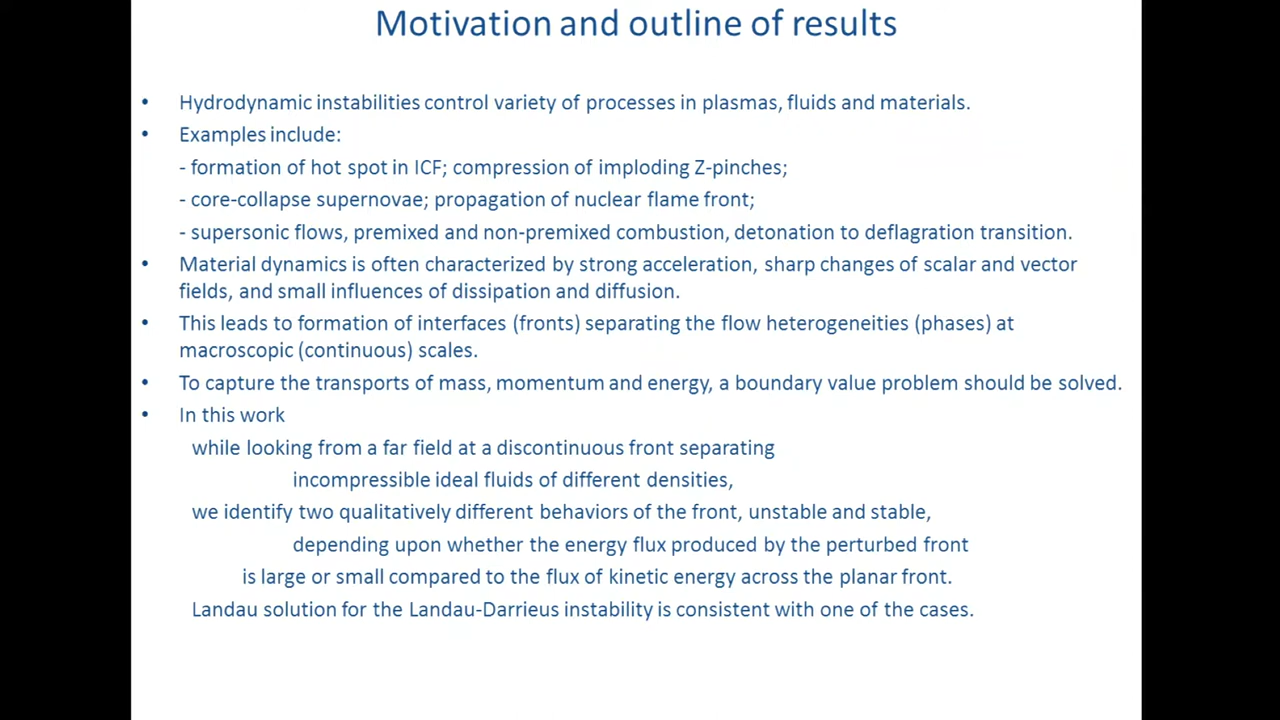 Motivation and outline of results
• Hydrodynamic instabilities control variety of processes in plasmas, fluids and materials.
• Examples include:
- formation of hot spot in ICF; compression of imploding Z-pinches;
- core-collapse supernovae; propagation of nuclear flame front;
- supersonic flows, premixed and non-premixed combustion, detonation to deflagration transition.
• Material dynamics is often characterized by strong acceleration, sharp changes of scalar and vector
fields, and small influences of dissipation and diffusion.
• This leads to formation of interfaces (fronts) separating the flow heterogeneities (phases) at
macroscopic (continuous) scales.
• To capture the transports of mass, momentum and energy, a boundary value problem should be solved.
• In this work
while looking from a far field at a discontinuous front separating
incompressible ideal fluids of different densities,
we identify two qualitatively different behaviors of the front, unstable and stable,
depending upon whether the energy flux produced by the perturbed front
is large or small compared to the flux of kinetic energy across the planar front.
Landau solution for the Landau-Darrieus instability is consistent with one of the cases.